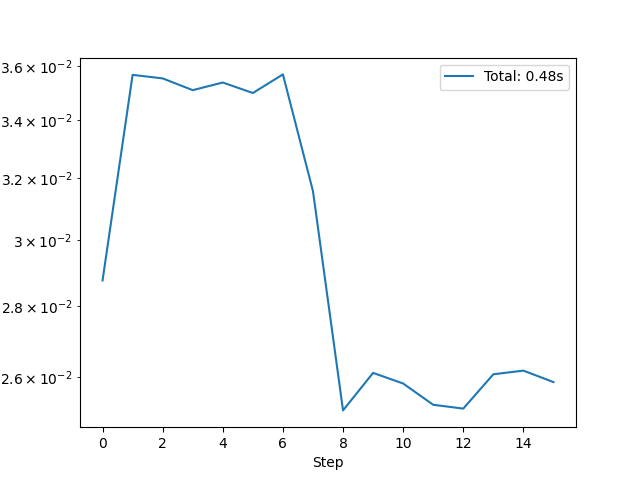 Total: 0.48s
3.6 × 10⁻²
3.4 × 10⁻²
3.2 × 10⁻²
3 × 10⁻²
2.8 × 10⁻²
2.6 × 10⁻²
0 2 4 6 8 10 12 14
Step